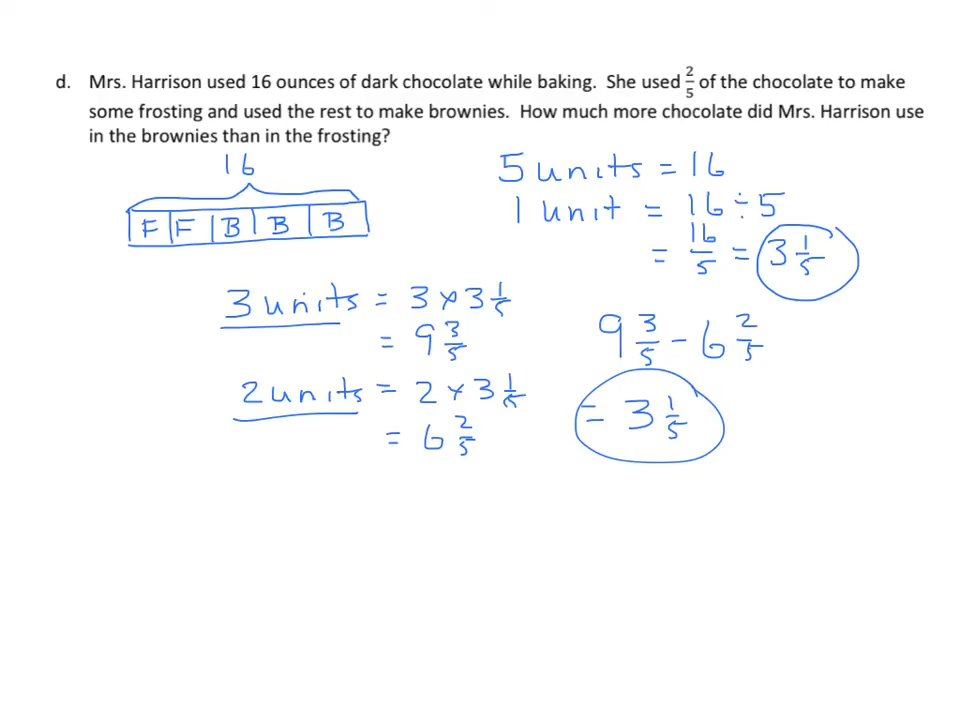 d. Mrs. Harrison used 16 ounces of dark chocolate while baking. She used 2/5 of the chocolate to make
some frosting and used the rest to make brownies. How much more chocolate did Mrs. Harrison use
in the brownies than in the frosting?
16
F F B B B
5 units = 16
1 unit = 16 ÷ 5
= 16/5 = 3 1/5
3 units = 3 × 3 1/5
= 9 3/5
2 units = 2 × 3 1/5
= 6 2/5
9 3/5 - 6 2/5
= 3 1/5